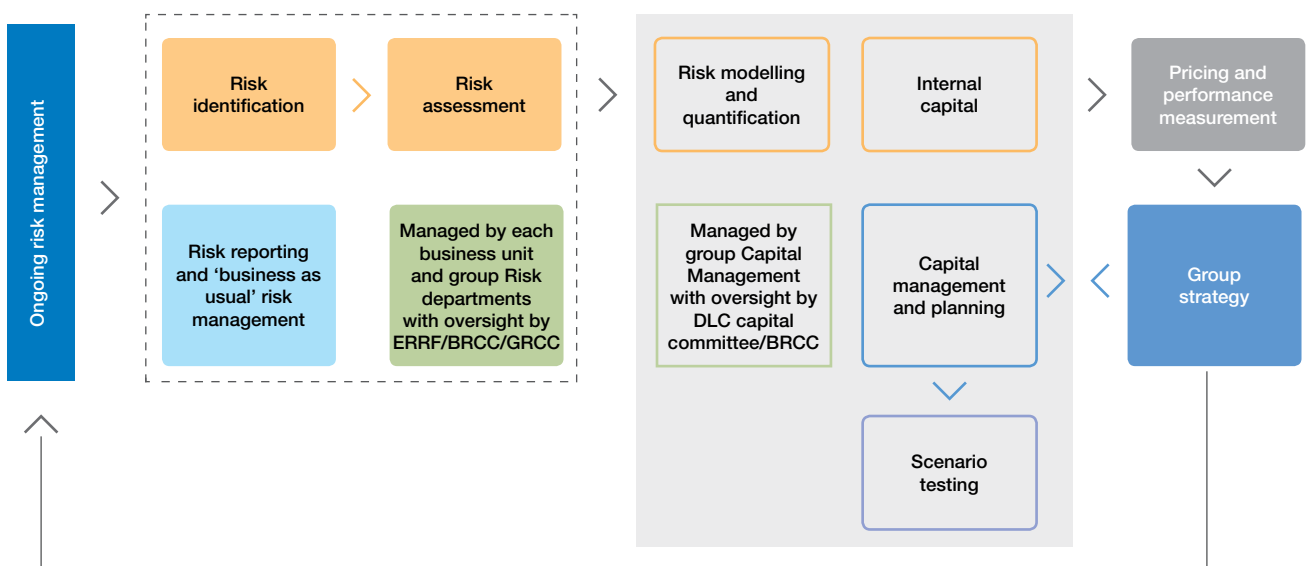 Ongoing risk management
Risk
identification
Risk
assessment
Risk modelling
and
quantification
Internal
capital
Pricing and
performance
measurement
Risk reporting
and ‘business as
usual’ risk
management
Managed by each
business unit
and group Risk
departments
with oversight by
ERRF/BRCC/GRCC
Managed by
group Capital
Management
with oversight by
DLC capital
committee/BRCC
Capital
management
and planning
Group
strategy
Scenario
testing